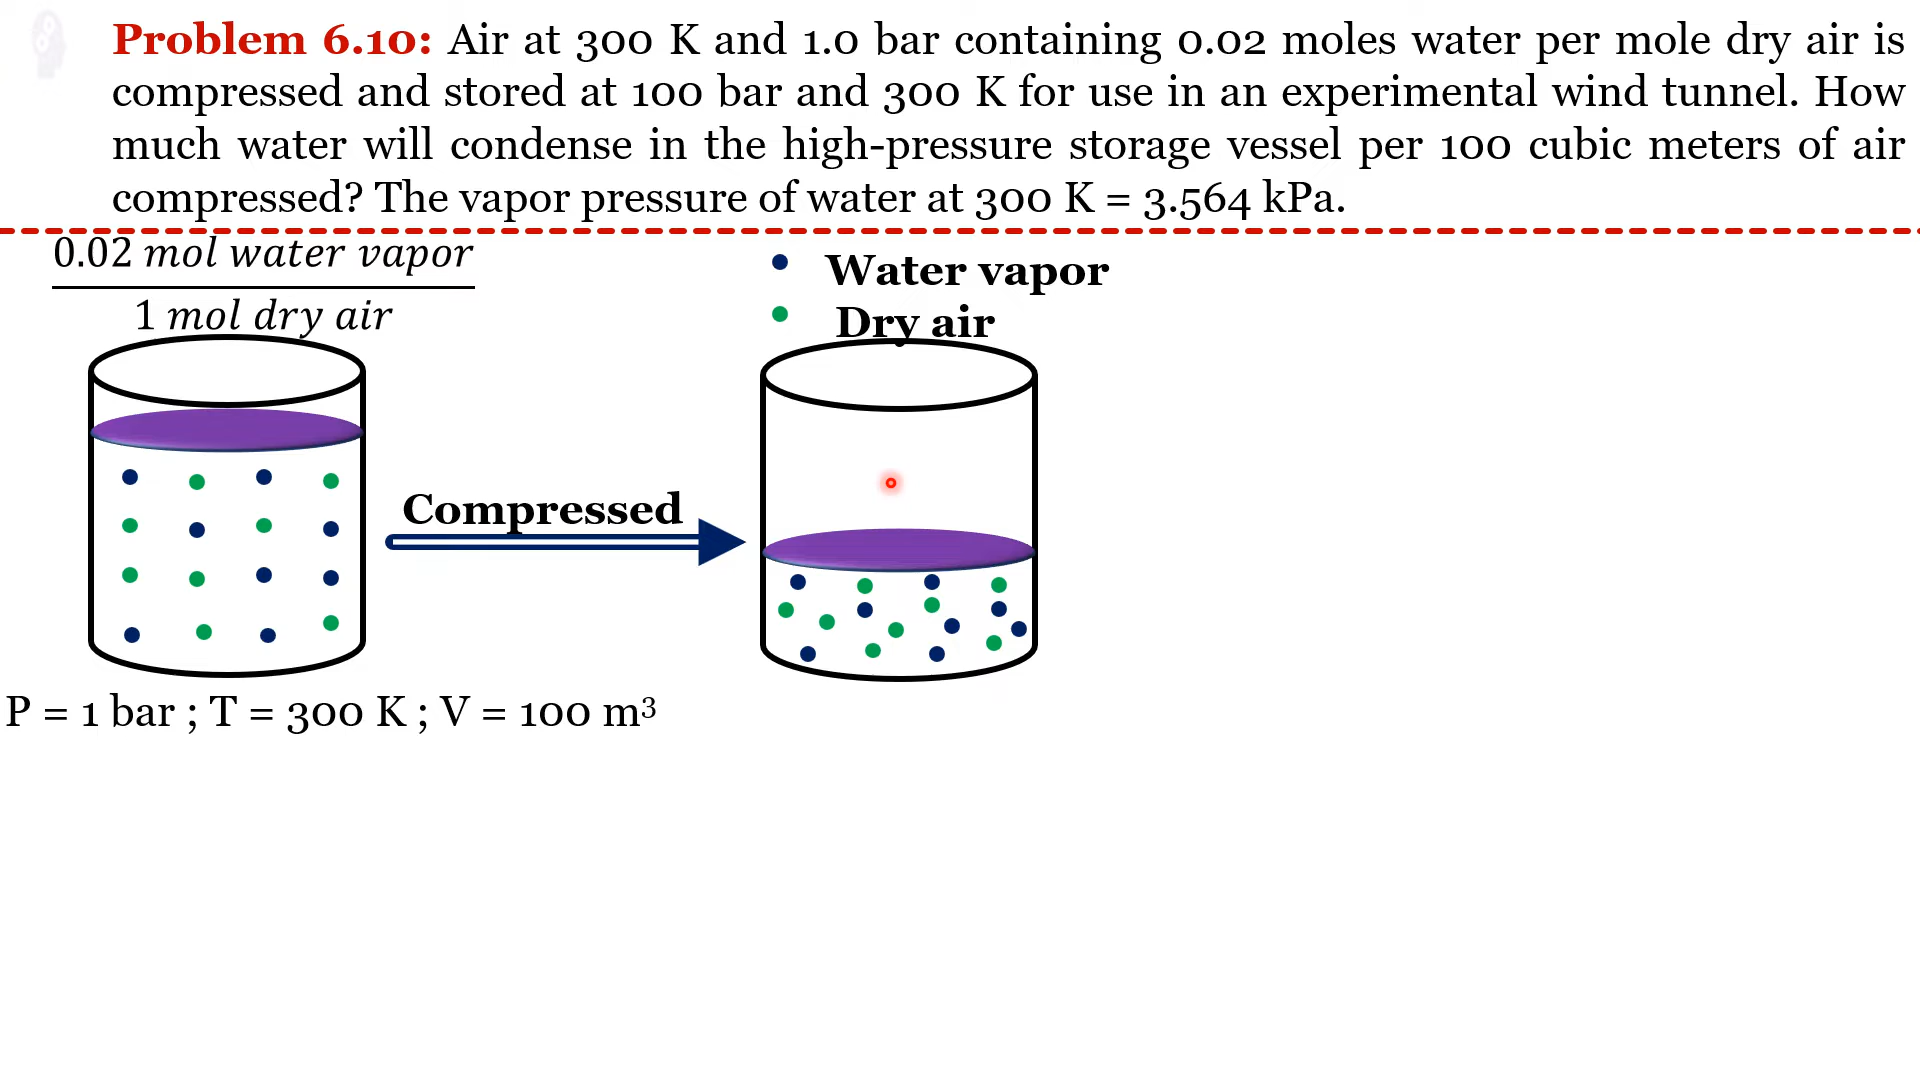 Problem 6.10: Air at 300 K and 1.0 bar containing 0.02 moles water per mole dry air is
compressed and stored at 100 bar and 300 K for use in an experimental wind tunnel. How
much water will condense in the high-pressure storage vessel per 100 cubic meters of air
compressed? The vapor pressure of water at 300 K = 3.564 kPa.
0.02 mol water vapor
1 mol dry air
Water vapor
Dry air
Compressed
P = 1 bar ; T = 300 K ; V = 100 m³